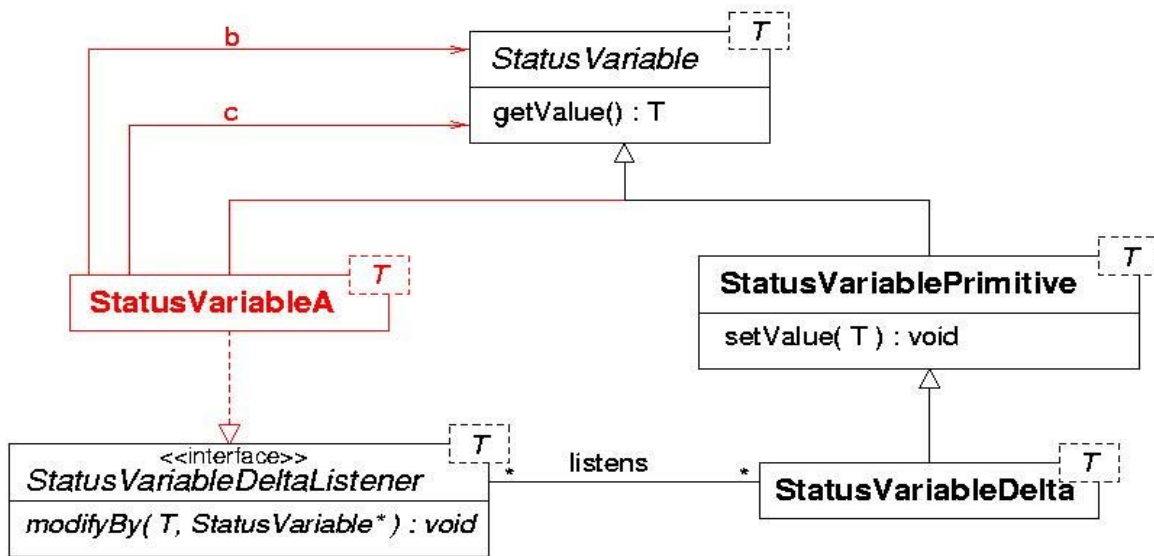 b
T
StatusVariable
c
getValue() : T
T
StatusVariableA
T
StatusVariablePrimitive
setValue( T ) : void
T
<<interface>>
StatusVariableDeltaListener
modifyBy( T, StatusVariable* ) : void
* listens *
T
StatusVariableDelta